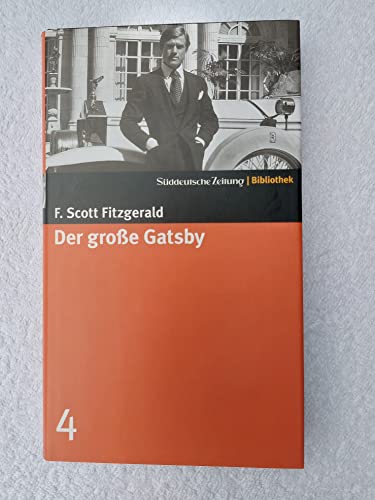 Süddeutsche Zeitung | Bibliothek
F. Scott Fitzgerald
Der große Gatsby
4